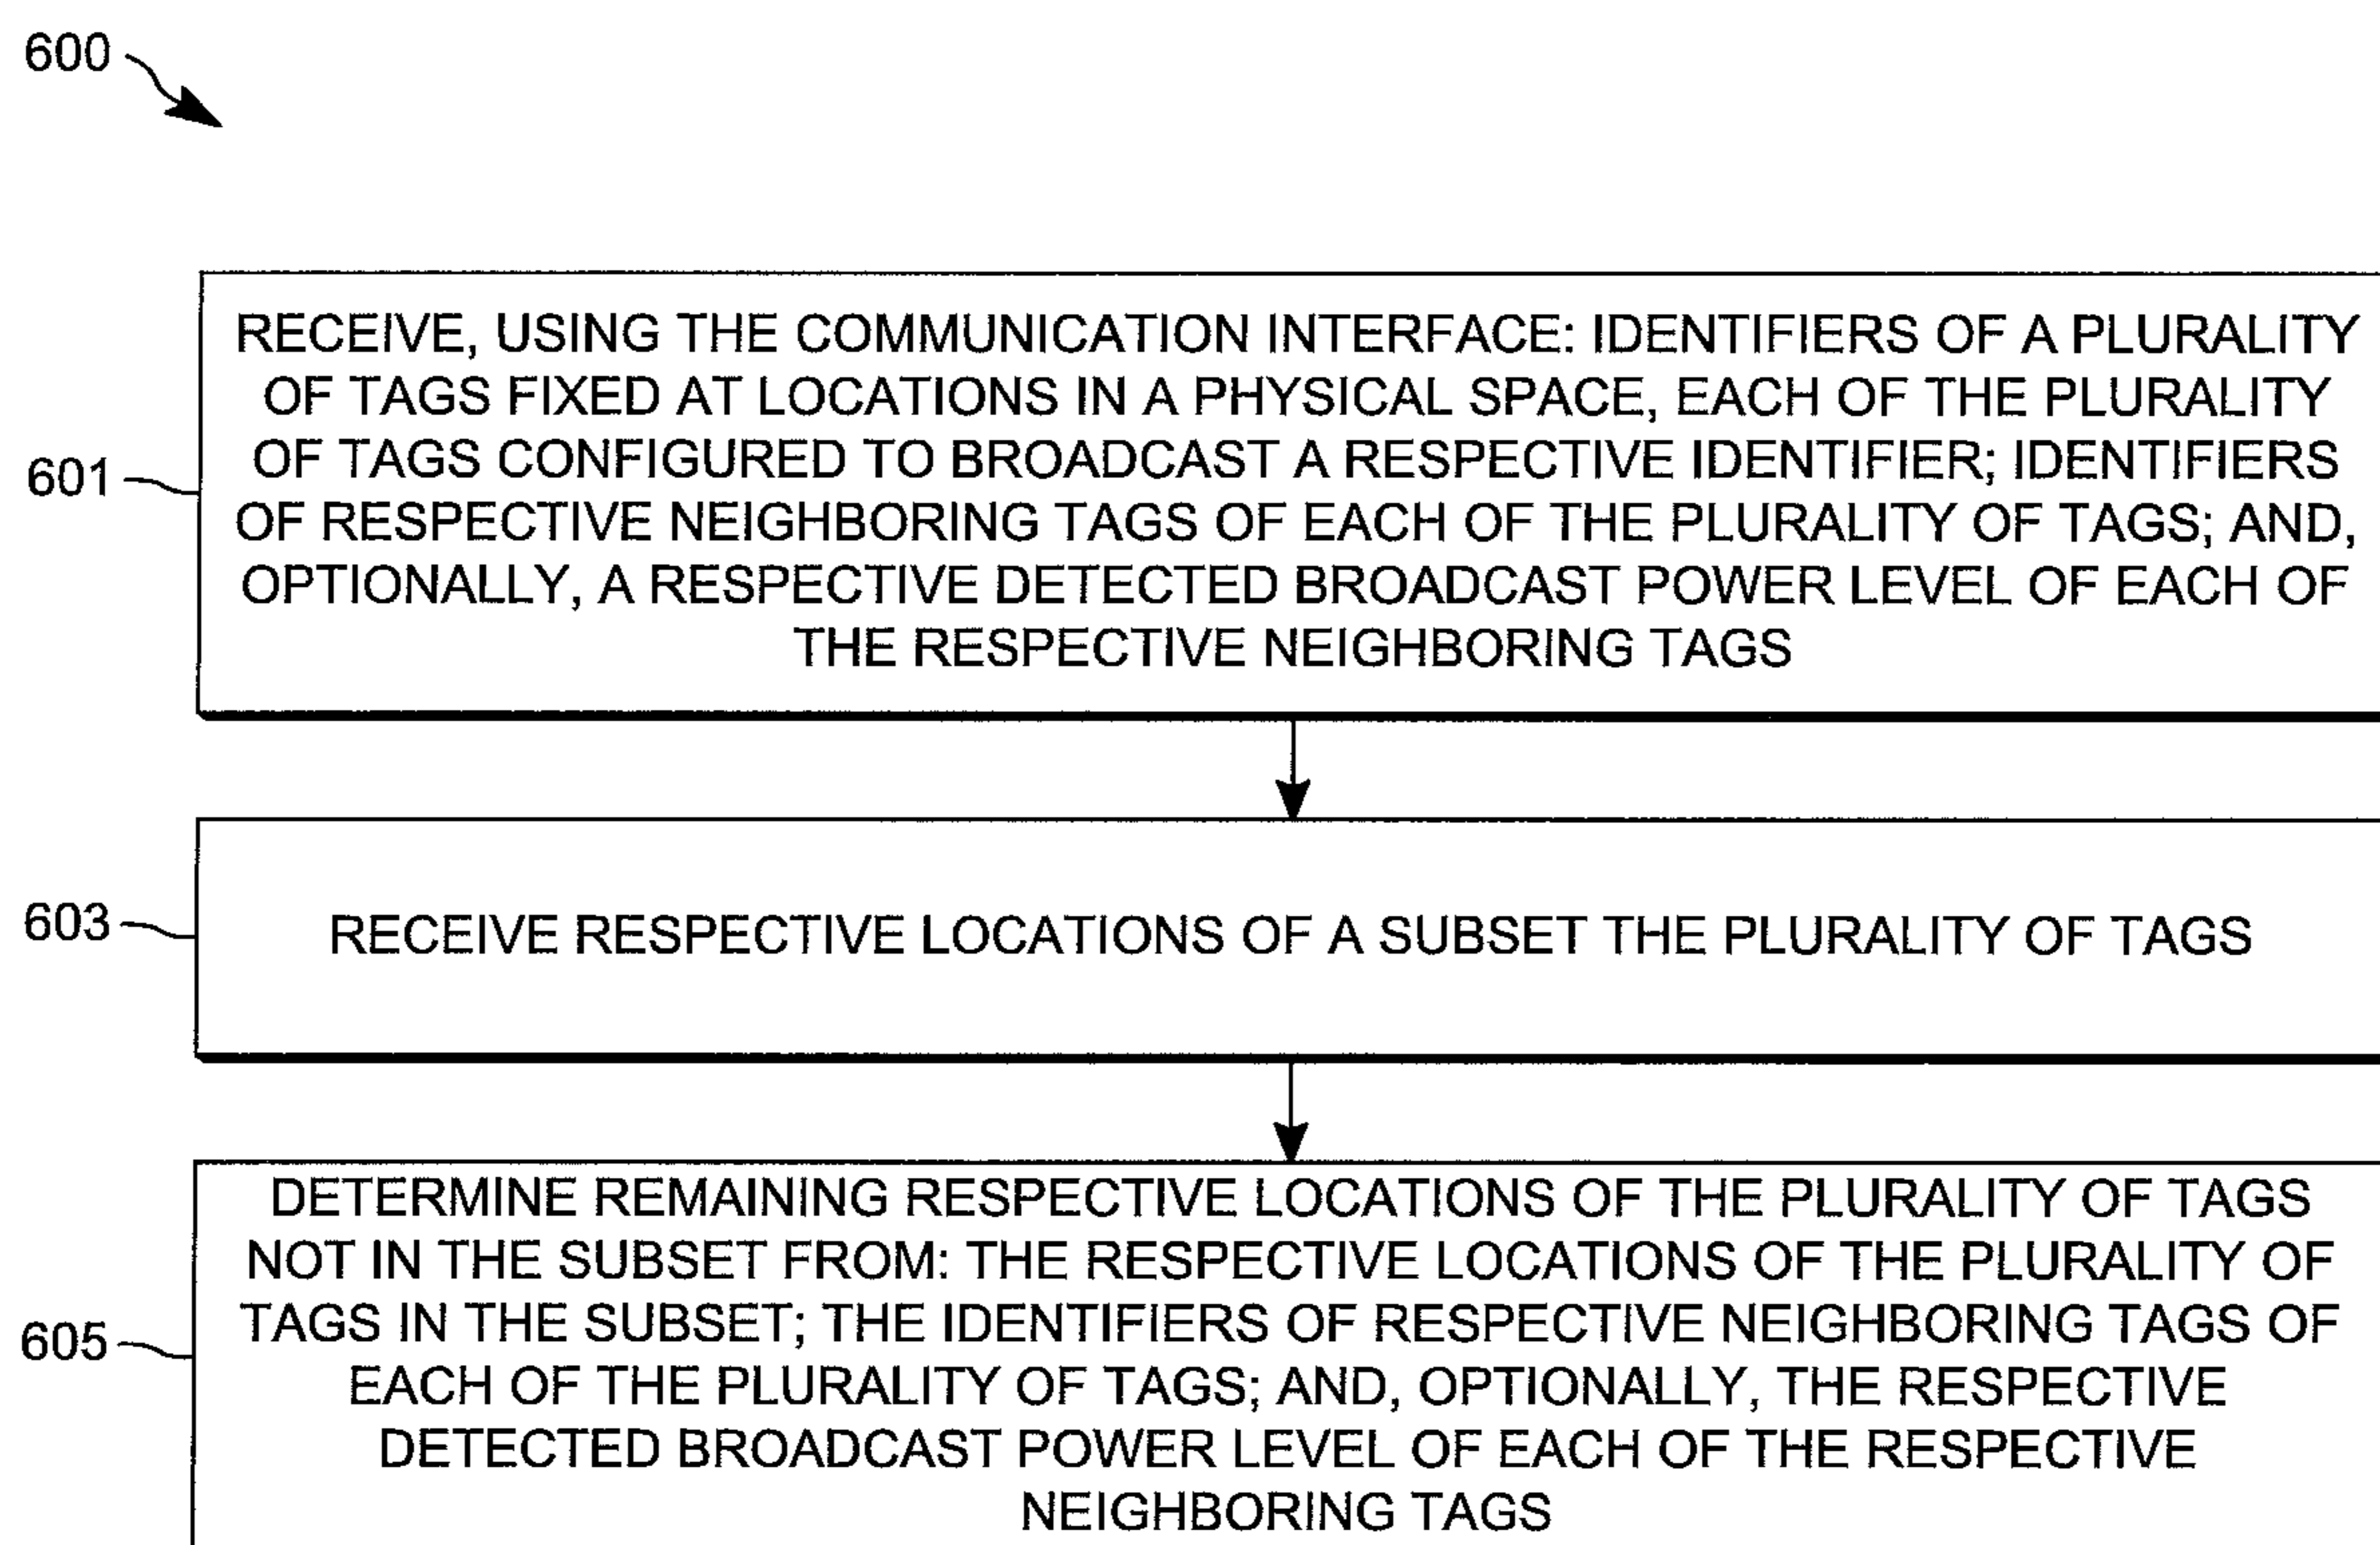 600
601
RECEIVE, USING THE COMMUNICATION INTERFACE: IDENTIFIERS OF A PLURALITY
OF TAGS FIXED AT LOCATIONS IN A PHYSICAL SPACE, EACH OF THE PLURALITY
OF TAGS CONFIGURED TO BROADCAST A RESPECTIVE IDENTIFIER; IDENTIFIERS
OF RESPECTIVE NEIGHBORING TAGS OF EACH OF THE PLURALITY OF TAGS; AND,
OPTIONALLY, A RESPECTIVE DETECTED BROADCAST POWER LEVEL OF EACH OF
THE RESPECTIVE NEIGHBORING TAGS
603
RECEIVE RESPECTIVE LOCATIONS OF A SUBSET THE PLURALITY OF TAGS
605
DETERMINE REMAINING RESPECTIVE LOCATIONS OF THE PLURALITY OF TAGS
NOT IN THE SUBSET FROM: THE RESPECTIVE LOCATIONS OF THE PLURALITY OF
TAGS IN THE SUBSET; THE IDENTIFIERS OF RESPECTIVE NEIGHBORING TAGS OF
EACH OF THE PLURALITY OF TAGS; AND, OPTIONALLY, THE RESPECTIVE
DETECTED BROADCAST POWER LEVEL OF EACH OF THE RESPECTIVE
NEIGHBORING TAGS